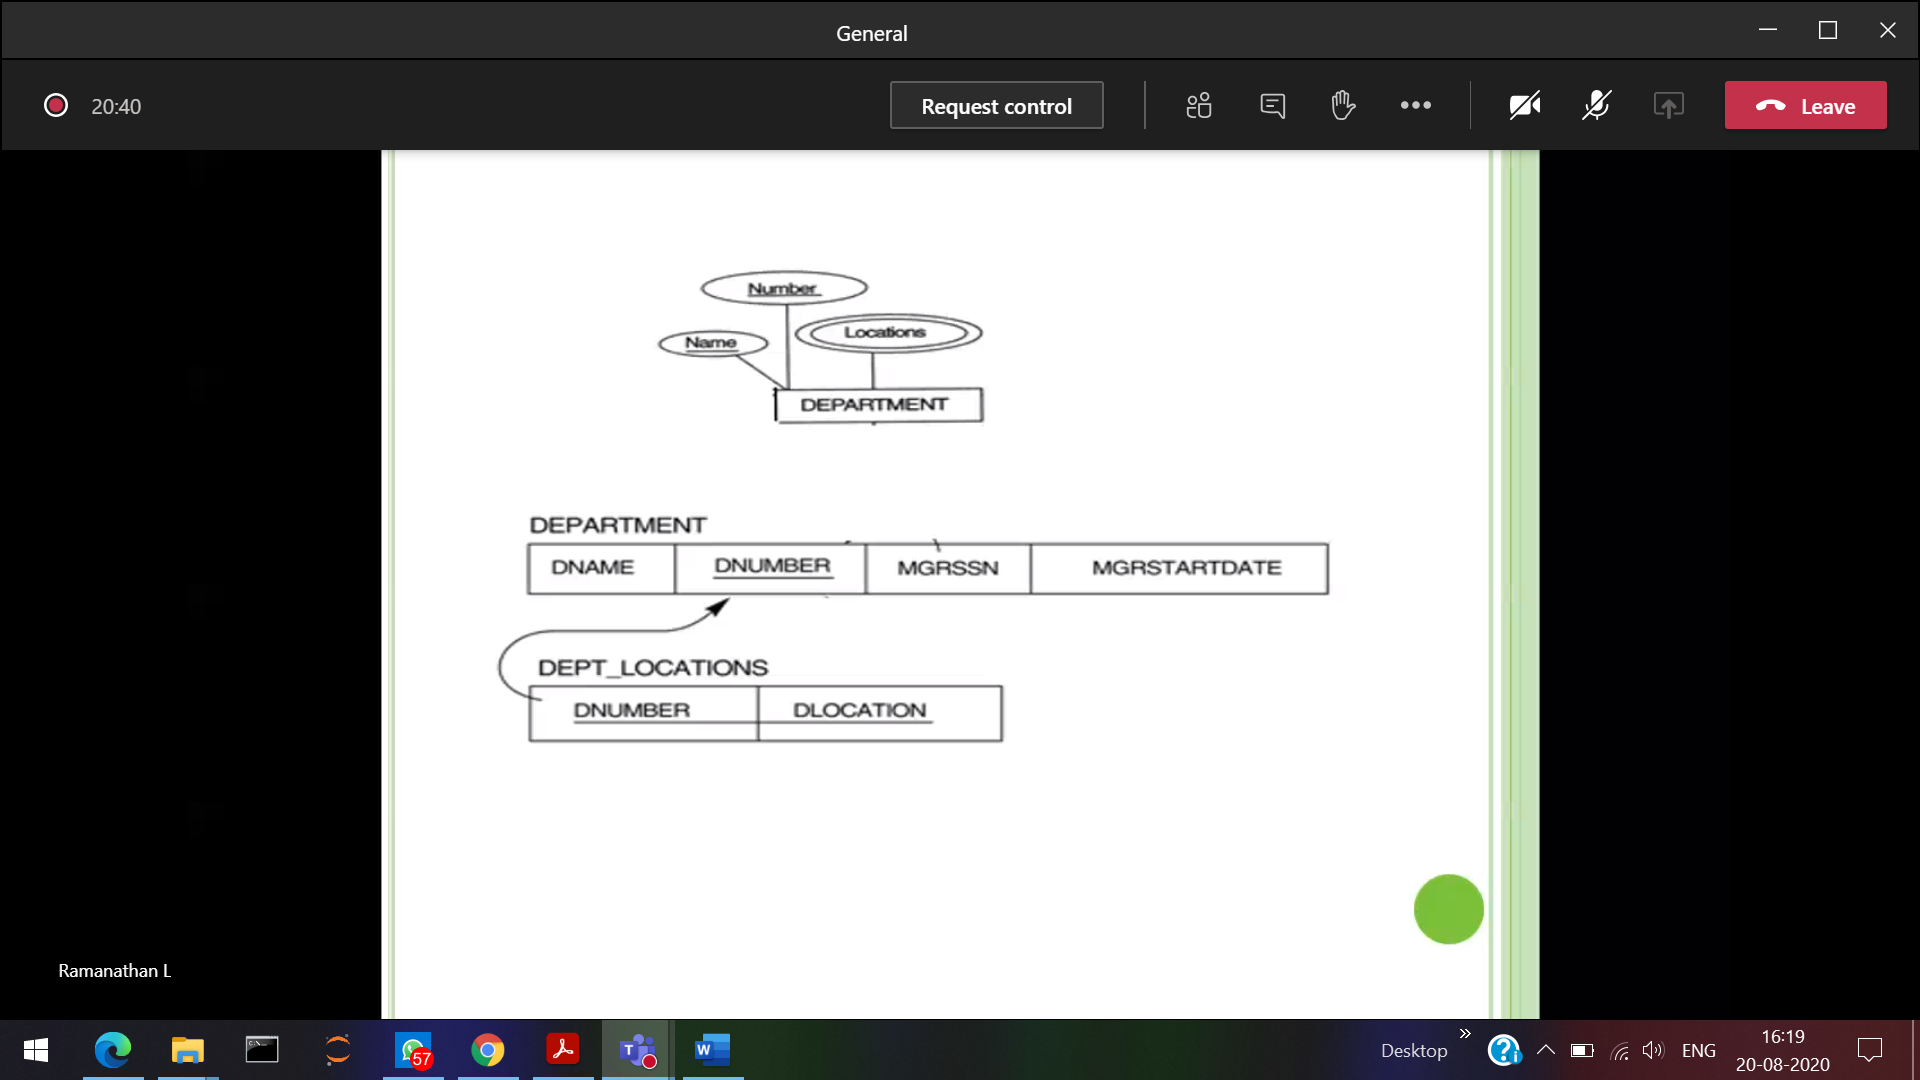 General
20:40
Request control
Leave
Number
Locations
Name
DEPARTMENT
DEPARTMENT
DNAME DNUMBER MGRSSN MGRSTARTDATE
DEPT_LOCATIONS
DNUMBER DLOCATION
Ramanathan L
57
Desktop
ENG
16:19
20-08-2020